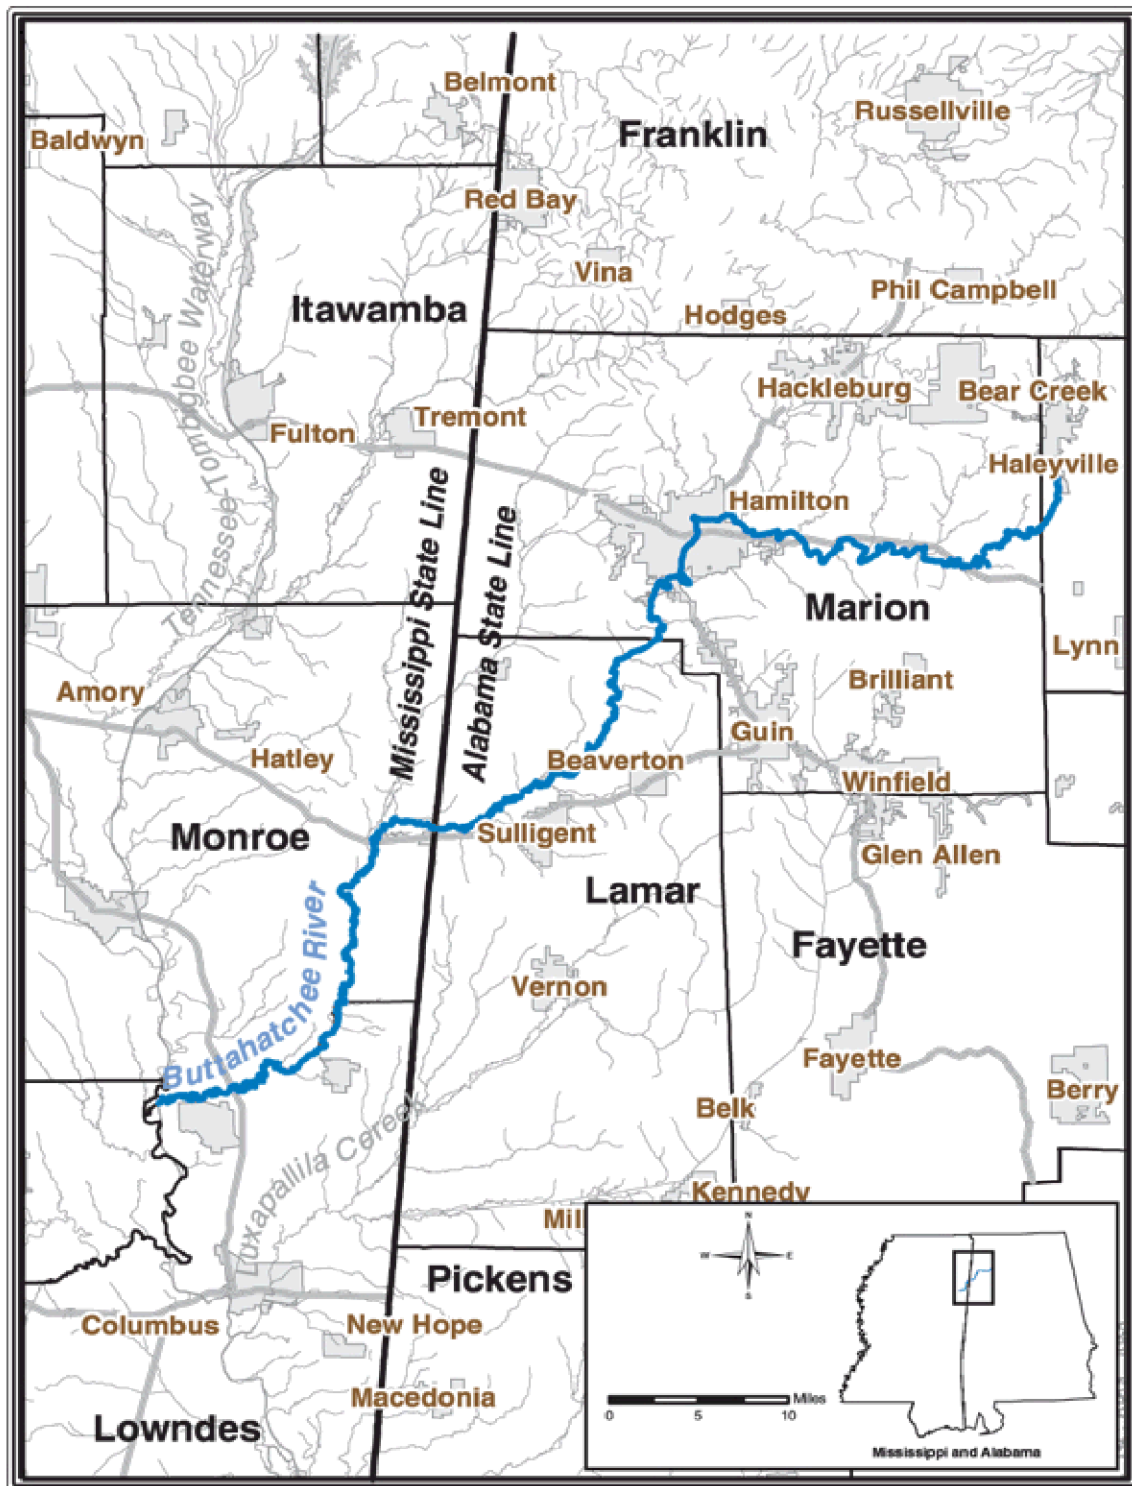 Belmont
Russellville
Franklin
Baldwyn
Red Bay
Vina
Phil Campbell
Itawamba
Hodges
Tennessee-Tombigbee Waterway
Hackleburg
Bear Creek
Tremont
Fulton
Haleyville
Hamilton
Mississippi State Line
Alabama State Line
Marion
Lynn
Amory
Brilliant
Hatley
Guin
Beaverton
Winfield
Monroe
Sulligent
Glen Allen
Lamar
Fayette
Buttahatchee River
Vernon
Fayette
Berry
Belk
Luxapallila Cereek
Kennedy
Mill
N
W
E
S
Pickens
Columbus
New Hope
Macedonia
Miles
0 5 10
Lowndes
Mississippi and Alabama